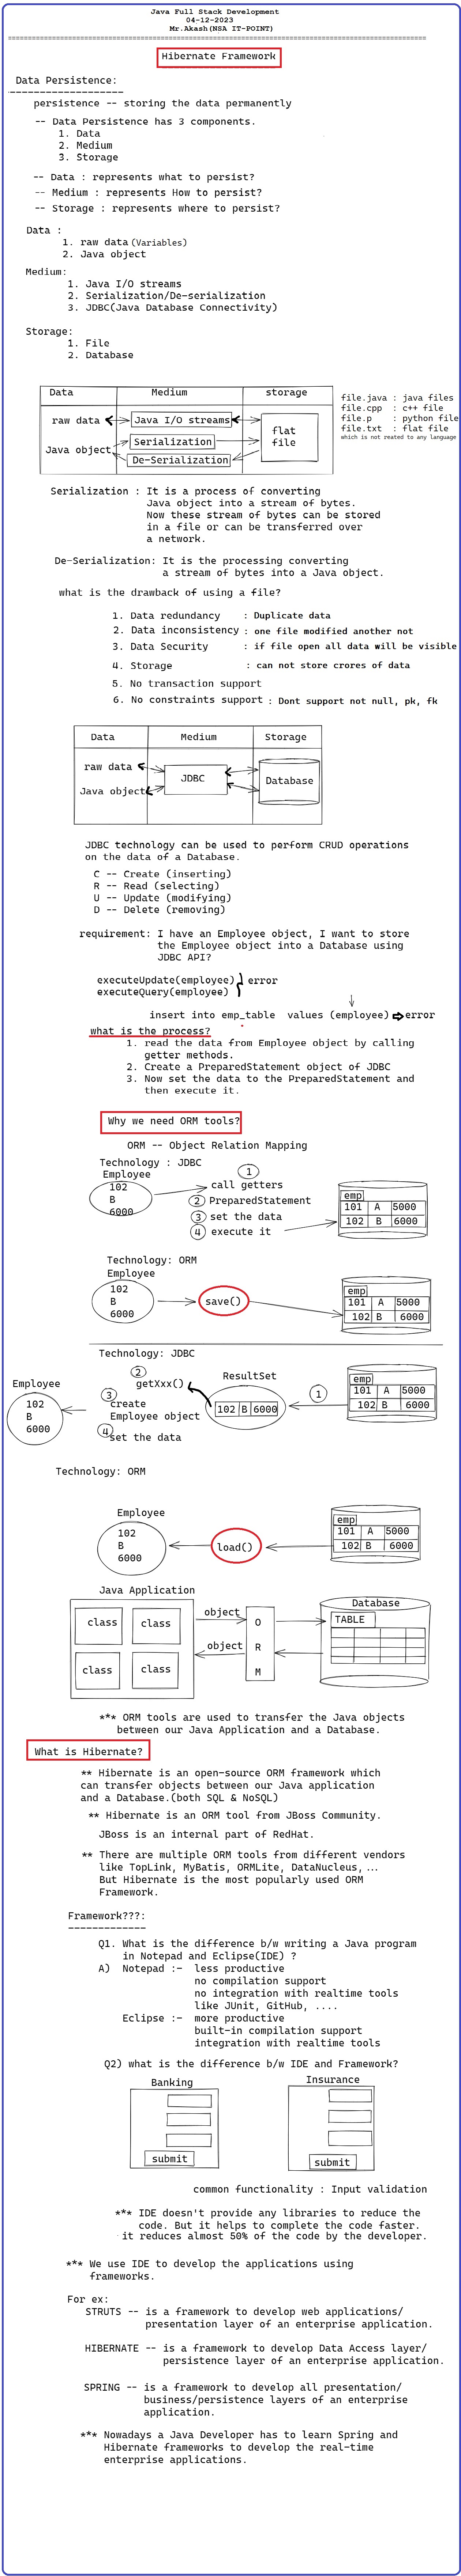 Java Full Stack Development
04-12-2023
Mr.Akash(NSA IT-POINT)
Hibernate Framework
Data Persistence:
-------------------
persistence -- storing the data permanently
-- Data Persistence has 3 components.
1. Data
2. Medium
3. Storage
-- Data : represents what to persist?
-- Medium : represents How to persist?
-- Storage : represents where to persist?
Data :
1. raw data (Variables)
2. Java object
Medium:
1. Java I/O streams
2. Serialization/De-serialization
3. JDBC(Java Database Connectivity)
Storage:
1. File
2. Database
Data Medium storage
raw data Java I/O streams
Java object Serialization
De-Serialization
flat
file
file.java : java files
file.cpp : c++ file
file.p : python file
file.txt : flat file
which is not reated to any language
Serialization : It is a process of converting
Java object into a stream of bytes.
Now these stream of bytes can be stored
in a file or can be transferred over
a network.
De-Serialization: It is the processing converting
a stream of bytes into a Java object.
what is the drawback of using a file?
1. Data redundancy : Duplicate data
2. Data inconsistency : one file modified another not
3. Data Security : if file open all data will be visible
4. Storage : can not store crores of data
5. No transaction support
6. No constraints support : Dont support not null, pk, fk
Data Medium Storage
raw data
Java object
JDBC
Database
JDBC technology can be used to perform CRUD operations
on the data of a Database.
C -- Create (inserting)
R -- Read (selecting)
U -- Update (modifying)
D -- Delete (removing)
requirement: I have an Employee object, I want to store
the Employee object into a Database using
JDBC API?
executeUpdate(employee) } error
executeQuery(employee)
insert into emp_table values (employee) error
what is the process?
1. read the data from Employee object by calling
getter methods.
2. Create a PreparedStatement object of JDBC
3. Now set the data to the PreparedStatement and
then execute it.
Why we need ORM tools?
ORM -- Object Relation Mapping
Technology : JDBC
Employee
102
B
6000
1
call getters
2 PreparedStatement
3 set the data
4 execute it
emp
101 A 5000
102 B 6000
Technology: ORM
Employee
102
B
6000
save()
emp
101 A 5000
102 B 6000
Technology: JDBC
Employee
102
B
6000
2
getXxx()
3
create
Employee object
4
set the data
ResultSet
102 B 6000
1
emp
101 A 5000
102 B 6000
Technology: ORM
Employee
102
B
6000
load()
emp
101 A 5000
102 B 6000
Java Application
class class
class class
object
object
O
R
M
Database
TABLE
*** ORM tools are used to transfer the Java objects
between our Java Application and a Database.
What is Hibernate?
** Hibernate is an open-source ORM framework which
can transfer objects between our Java application
and a Database.(both SQL & NoSQL)
** Hibernate is an ORM tool from JBoss Community.
JBoss is an internal part of RedHat.
** There are multiple ORM tools from different vendors
like TopLink, MyBatis, ORMLite, DataNucleus, ...
But Hibernate is the most popularly used ORM
Framework.
Framework???:
-------------
Q1. What is the difference b/w writing a Java program
in Notepad and Eclipse(IDE) ?
A) Notepad :- less productive
no compilation support
no integration with realtime tools
like JUnit, GitHub, ....
Eclipse :- more productive
built-in compilation support
integration with realtime tools
Q2) what is the difference b/w IDE and Framework?
Banking Insurance
submit submit
common functionality : Input validation
*** IDE doesn't provide any libraries to reduce the
code. But it helps to complete the code faster.
it reduces almost 50% of the code by the developer.
*** We use IDE to develop the applications using
frameworks.
For ex:
STRUTS -- is a framework to develop web applications/
presentation layer of an enterprise application.
HIBERNATE -- is a framework to develop Data Access layer/
persistence layer of an enterprise application.
SPRING -- is a framework to develop all presentation/
business/persistence layers of an enterprise
application.
*** Nowadays a Java Developer has to learn Spring and
Hibernate frameworks to develop the real-time
enterprise applications.